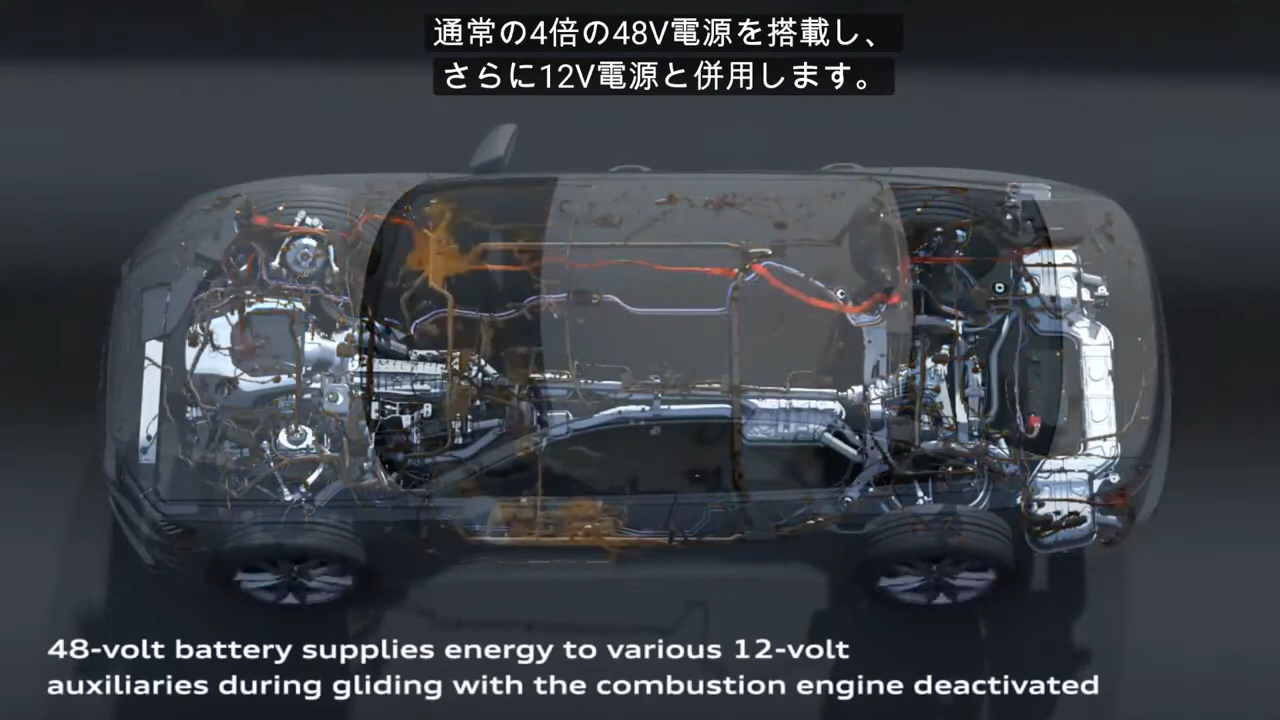 通常の4倍の48V電源を搭載し、
さらに12V電源と併用します。
48-volt battery supplies energy to various 12-volt
auxiliaries during gliding with the combustion engine deactivated